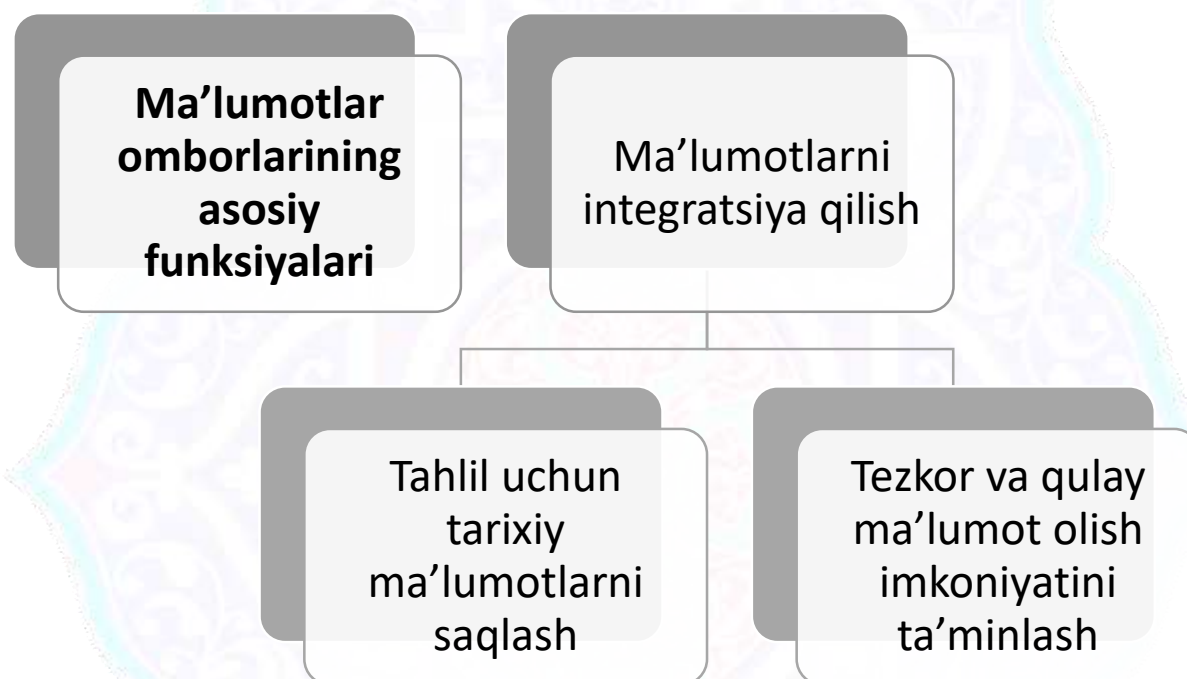 Ma’lumotlar
omborlarining
asosiy
funksiyalari
Ma’lumotlarni
integratsiya qilish
Tahlil uchun
tarixiy
ma’lumotlarni
saqlash
Tezkor va qulay
ma’lumot olish
imkoniyatini
ta’minlash